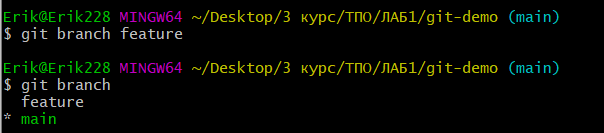 Erik@Erik228 MINGW64 ~/Desktop/3 курс/ТПО/ЛАБ1/git-demo (main)
$ git branch feature
Erik@Erik228 MINGW64 ~/Desktop/3 курс/ТПО/ЛАБ1/git-demo (main)
$ git branch
  feature
* main